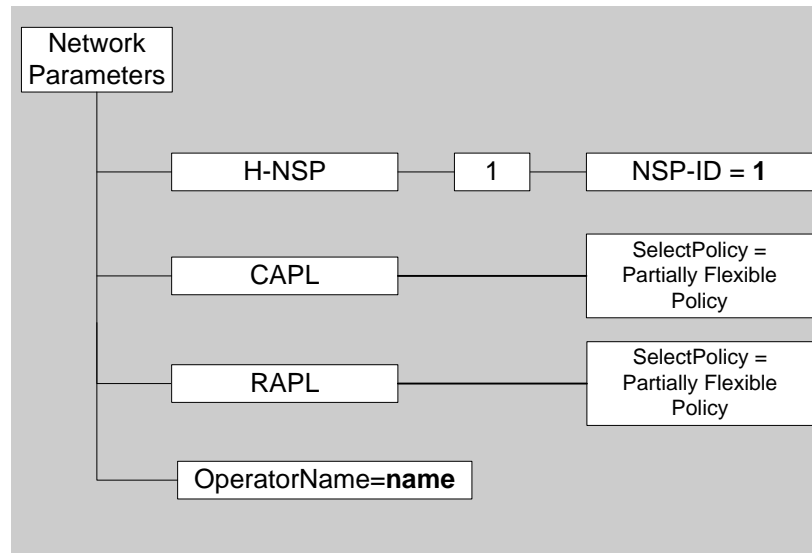 Network
Parameters
H-NSP
1
NSP-ID = 1
CAPL
SelectPolicy =
Partially Flexible
Policy
RAPL
SelectPolicy =
Partially Flexible
Policy
OperatorName=name